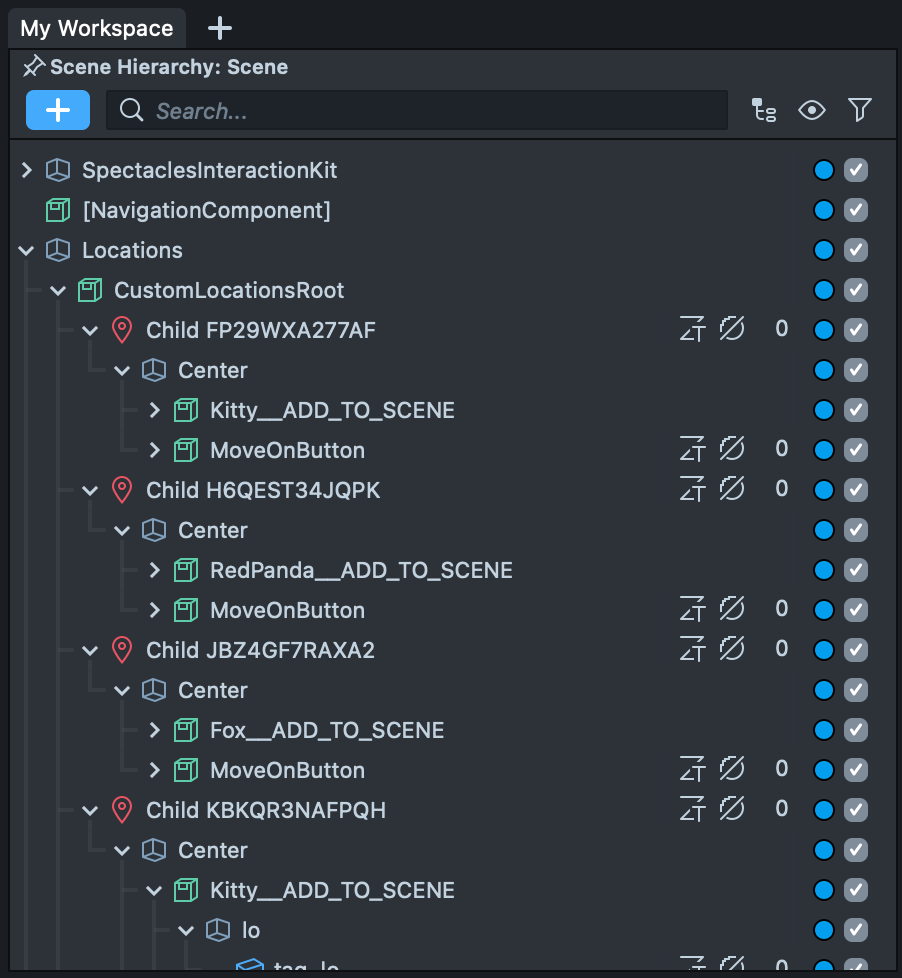 My Workspace
Scene Hierarchy: Scene
Search...
SpectaclesInteractionKit
[NavigationComponent]
Locations
CustomLocationsRoot
Child FP29WXA277AF 0
Center
Kitty__ADD_TO_SCENE
MoveOnButton 0
Child H6QEST34JQPK 0
Center
RedPanda__ADD_TO_SCENE
MoveOnButton 0
Child JBZ4GF7RAXA2 0
Center
Fox__ADD_TO_SCENE
MoveOnButton 0
Child KBKQR3NAFPQH 0
Center
Kitty__ADD_TO_SCENE
lo
0